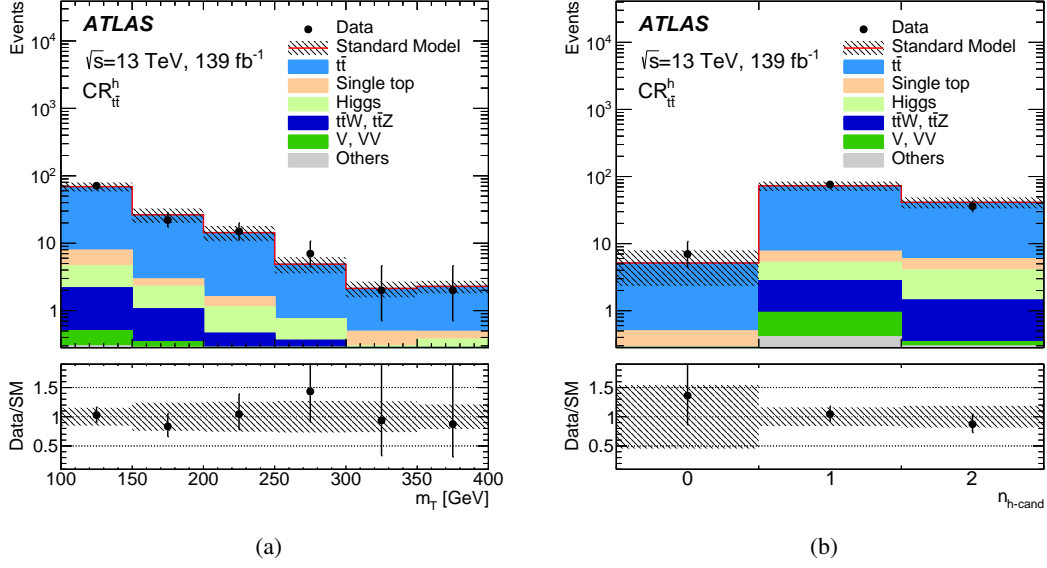 Events
10⁴
10³
10²
10
1
ATLAS
√s=13 TeV, 139 fb⁻¹
CR^h_tt̄
Data
Standard Model
tt̄
Single top
Higgs
tt̄W, tt̄Z
V, VV
Others
Data/SM
1.5
1
0.5
100 150 200 250 300 350 400
m_T [GeV]
(a)
Events
10⁴
10³
10²
10
1
ATLAS
√s=13 TeV, 139 fb⁻¹
CR^h_tt̄
Data
Standard Model
tt̄
Single top
Higgs
tt̄W, tt̄Z
V, VV
Others
Data/SM
1.5
1
0.5
0 1 2
n_h-cand
(b)